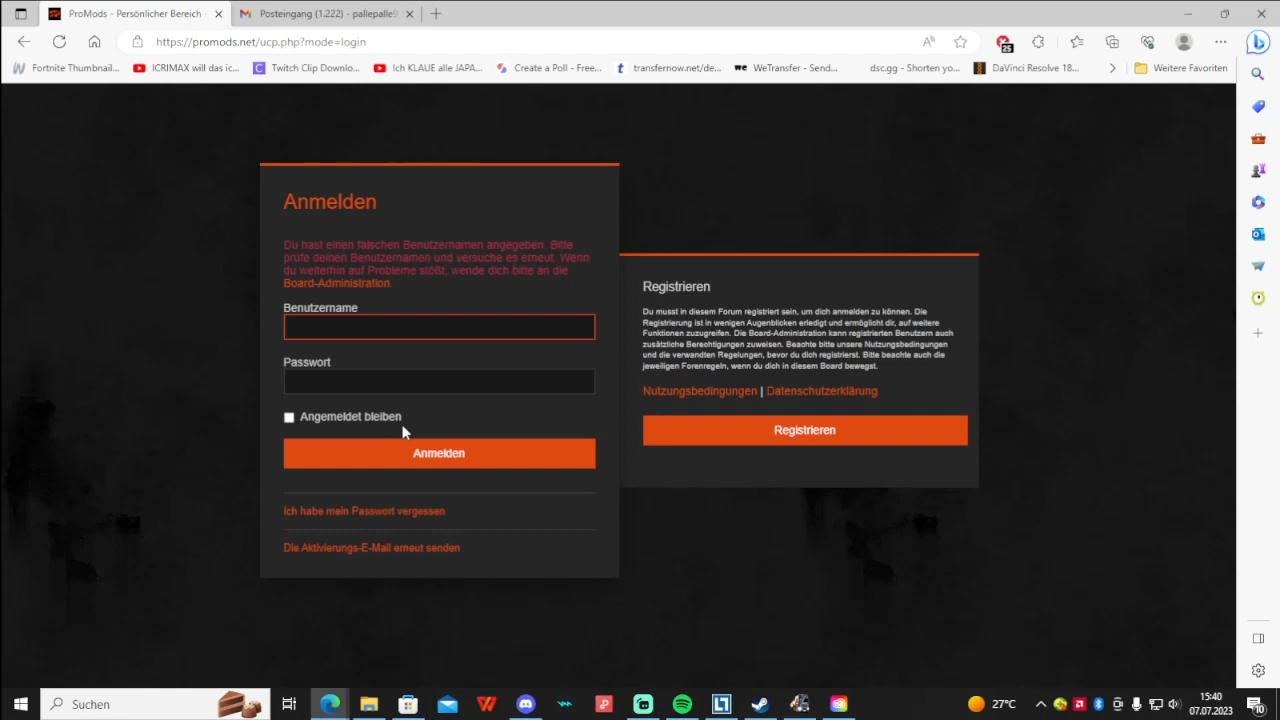 ProMods - Persönlicher Bereich
Posteingang (1.222) - pallepalle9
https://promods.net/ucp.php?mode=login
25
Fortnite Thumbnail...
ICRIMAX will das ic...
Twitch Clip Downlo...
Ich KLAUE alle JAPA...
Create a Poll - Free...
transfernow.net/de...
WeTransfer - Send...
dsc.gg - Shorten yo...
DaVinci Resolve 18...
Weitere Favoriten
Anmelden
Du hast einen falschen Benutzernamen angegeben. Bitte
prüfe deinen Benutzernamen und versuche es erneut. Wenn
du weiterhin auf Probleme stößt, wende dich bitte an die
Board-Administration.
Benutzername
Passwort
Angemeldet bleiben
Anmelden
Ich habe mein Passwort vergessen
Die Aktivierungs-E-Mail erneut senden
Registrieren
Du musst in diesem Forum registriert sein, um dich anmelden zu können. Die
Registrierung ist in wenigen Augenblicken erledigt und ermöglicht dir, auf weitere
Funktionen zuzugreifen. Die Board-Administration kann registrierten Benutzern auch
zusätzliche Berechtigungen zuweisen. Beachte bitte unsere Nutzungsbedingungen
und die verwandten Regelungen, bevor du dich registrierst. Bitte beachte auch die
jeweiligen Forenregeln, wenn du dich in diesem Board bewegst.
Nutzungsbedingungen | Datenschutzerklärung
Registrieren
Suchen
27°C
15:40
07.07.2023
10